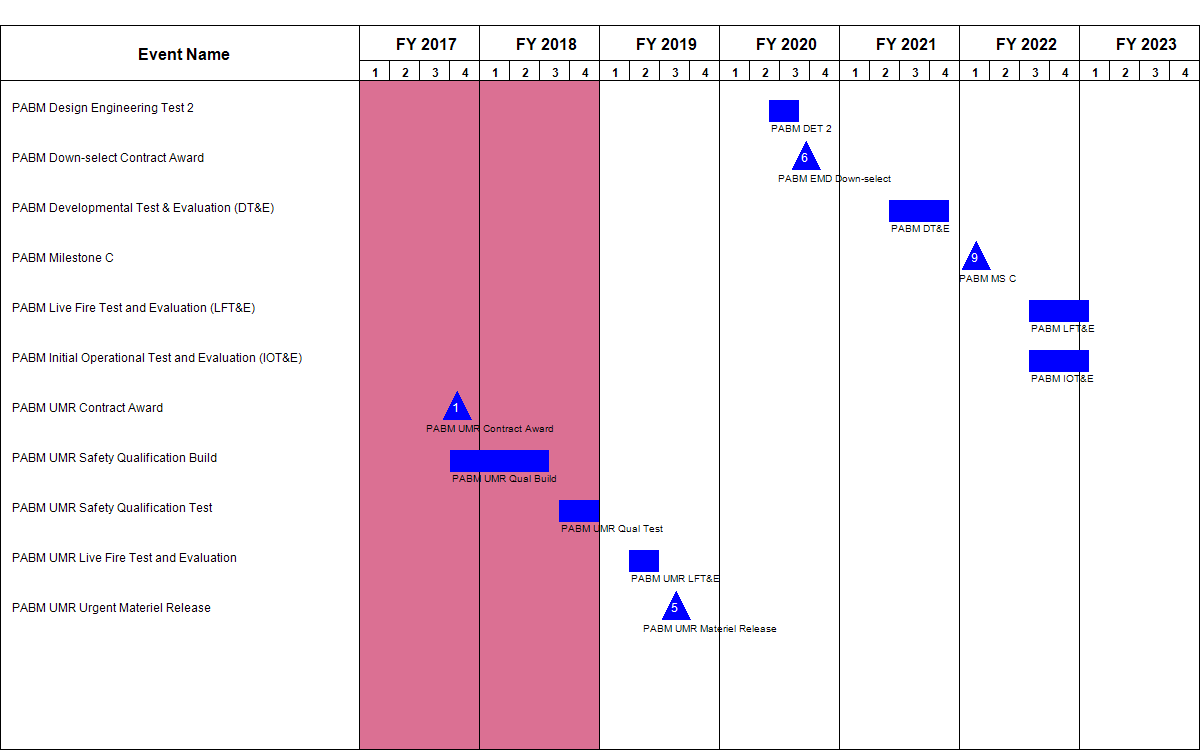 Event Name FY 2017 FY 2018 FY 2019 FY 2020 FY 2021 FY 2022 FY 2023
1 2 3 4 1 2 3 4 1 2 3 4 1 2 3 4 1 2 3 4 1 2 3 4 1 2 3 4
PABM Design Engineering Test 2
PABM DET 2
PABM Down-select Contract Award 6
PABM EMD Down-select
PABM Developmental Test & Evaluation (DT&E)
PABM DT&E
PABM Milestone C 9
PABM MS C
PABM Live Fire Test and Evaluation (LFT&E)
PABM LFT&E
PABM Initial Operational Test and Evaluation (IOT&E)
PABM IOT&E
PABM UMR Contract Award 1
PABM UMR Contract Award
PABM UMR Safety Qualification Build
PABM UMR Qual Build
PABM UMR Safety Qualification Test
PABM UMR Qual Test
PABM UMR Live Fire Test and Evaluation
PABM UMR LFT&E
PABM UMR Urgent Materiel Release 5
PABM UMR Materiel Release